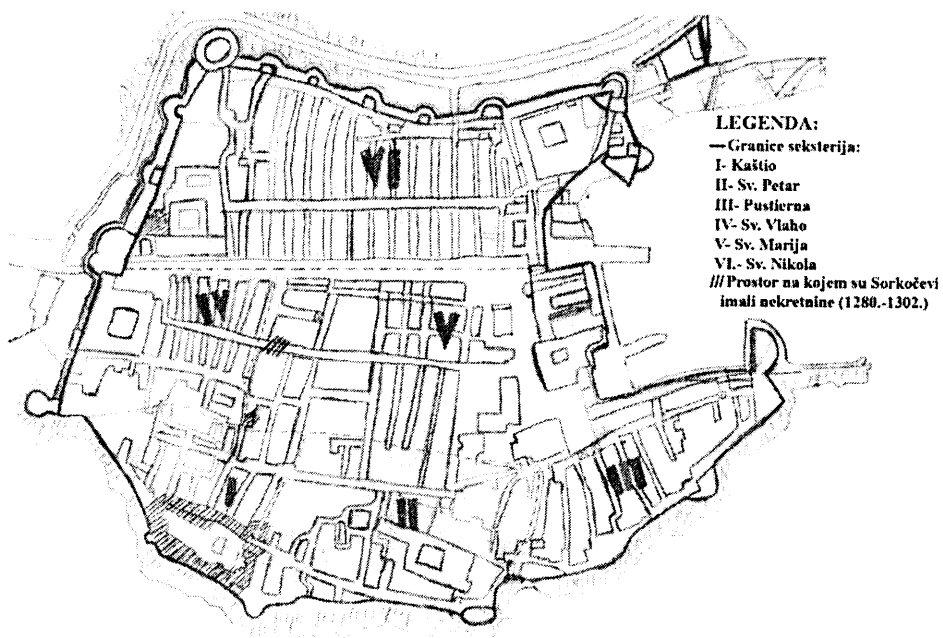 VI
LEGENDA:
— Granice seksterija:
I- Kaštio
II- Sv. Petar
III- Pustierna
IV- Sv. Vlaho
V- Sv. Marija
VI.- Sv. Nikola
/// Prostor na kojem su Sorkočevi
imali nekretnine (1280.-1302.)
IV
V
III
I
II